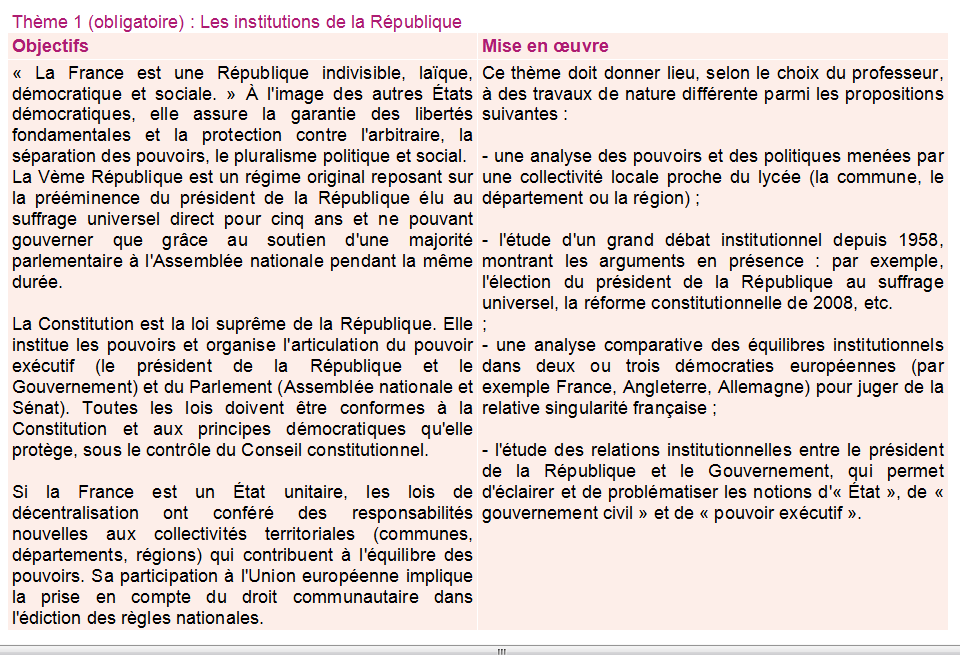 Thème 1 (obligatoire) : Les institutions de la République
Objectifs
« La France est une République indivisible, laïque,
démocratique et sociale. » À l'image des autres États
démocratiques, elle assure la garantie des libertés
fondamentales et la protection contre l'arbitraire, la
séparation des pouvoirs, le pluralisme politique et social.
La Vème République est un régime original reposant sur
la prééminence du président de la République élu au
suffrage universel direct pour cinq ans et ne pouvant
gouverner que grâce au soutien d'une majorité
parlementaire à l'Assemblée nationale pendant la même
durée.
La Constitution est la loi suprême de la République. Elle
institue les pouvoirs et organise l'articulation du pouvoir
exécutif (le président de la République et le
Gouvernement) et du Parlement (Assemblée nationale et
Sénat). Toutes les lois doivent être conformes à la
Constitution et aux principes démocratiques qu'elle
protège, sous le contrôle du Conseil constitutionnel.
Si la France est un État unitaire, les lois de
décentralisation ont conféré des responsabilités
nouvelles aux collectivités territoriales (communes,
départements, régions) qui contribuent à l'équilibre des
pouvoirs. Sa participation à l'Union européenne implique
la prise en compte du droit communautaire dans
l'édiction des règles nationales.
Mise en œuvre
Ce thème doit donner lieu, selon le choix du professeur,
à des travaux de nature différente parmi les propositions
suivantes :
- une analyse des pouvoirs et des politiques menées par
une collectivité locale proche du lycée (la commune, le
département ou la région) ;
- l'étude d'un grand débat institutionnel depuis 1958,
montrant les arguments en présence : par exemple,
l'élection du président de la République au suffrage
universel, la réforme constitutionnelle de 2008, etc.
;
- une analyse comparative des équilibres institutionnels
dans deux ou trois démocraties européennes (par
exemple France, Angleterre, Allemagne) pour juger de la
relative singularité française ;
- l'étude des relations institutionnelles entre le président
de la République et le Gouvernement, qui permet
d'éclairer et de problématiser les notions d'« État », de «
gouvernement civil » et de « pouvoir exécutif ».